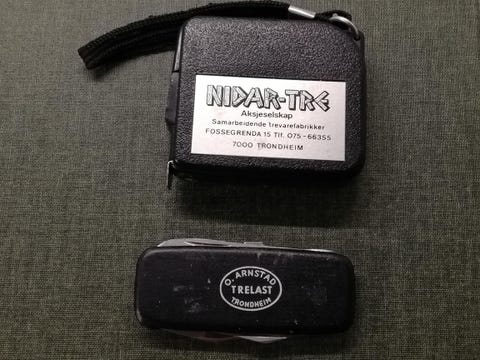 NIDAR-TRE
Aksjeselskap
Samarbeidende trevarefabrikker
FOSSEGRENDA 15 Tlf. 075-66355
7000 TRONDHEIM
O. ARNSTAD
TRELAST
TRONDHEIM